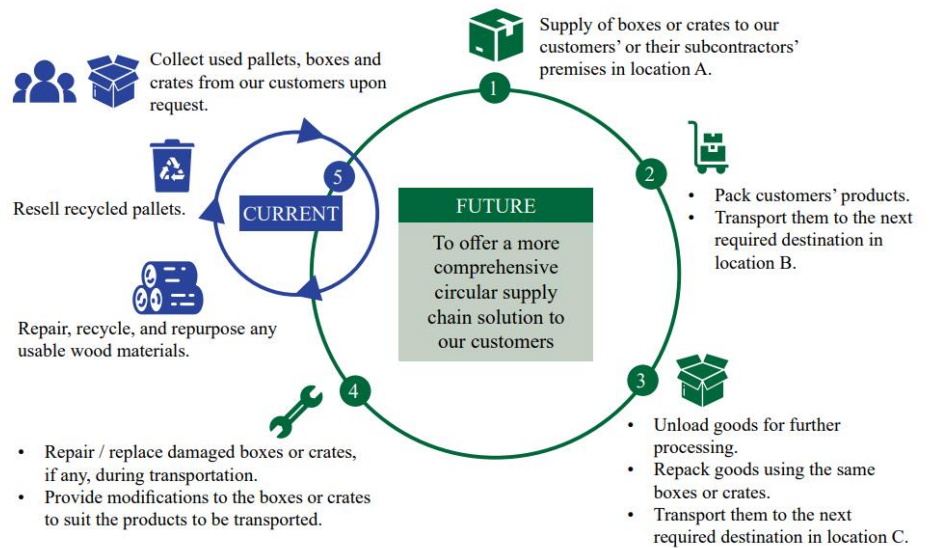 Supply of boxes or crates to our
customers' or their subcontractors'
premises in location A.
1
2
• Pack customers' products.
• Transport them to the next
required destination in
location B.
3
• Unload goods for further
processing.
• Repack goods using the same
boxes or crates.
• Transport them to the next
required destination in location C.
4
• Repair / replace damaged boxes or crates,
if any, during transportation.
• Provide modifications to the boxes or crates
to suit the products to be transported.
5
CURRENT
Collect used pallets, boxes and
crates from our customers upon
request.
Resell recycled pallets.
Repair, recycle, and repurpose any
usable wood materials.
FUTURE
To offer a more
comprehensive
circular supply
chain solution to
our customers